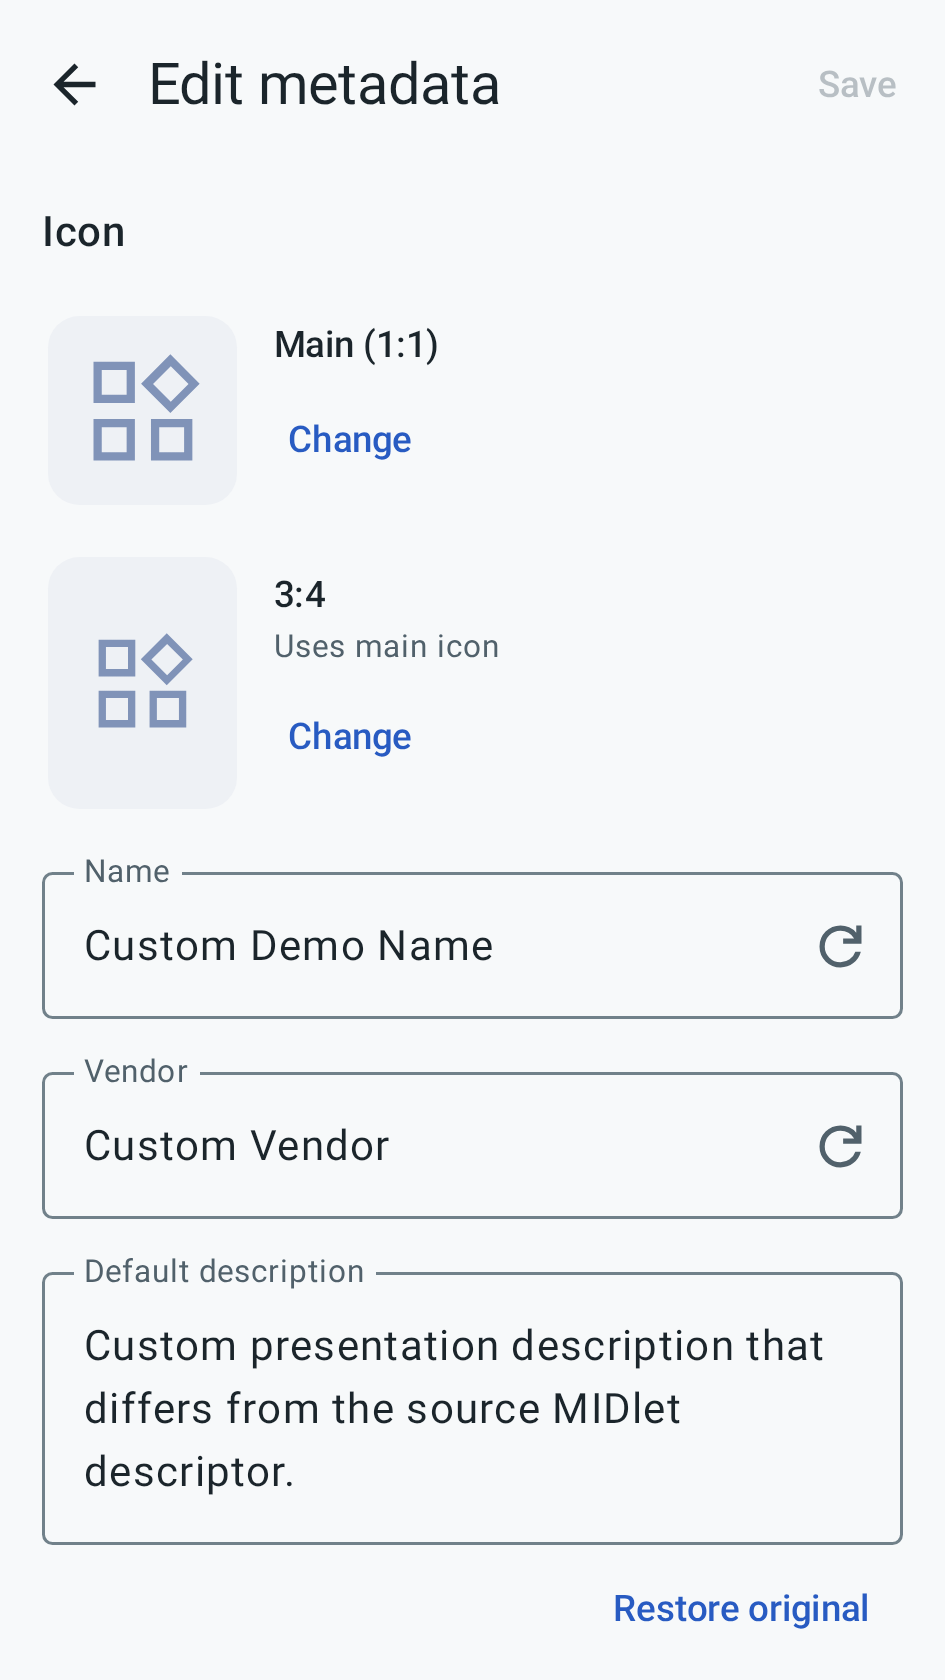 Edit metadata
Save
Icon
Main (1:1)
Change
3:4
Uses main icon
Change
Name
Custom Demo Name
Vendor
Custom Vendor
Default description
Custom presentation description that
differs from the source MIDlet
descriptor.
Restore original